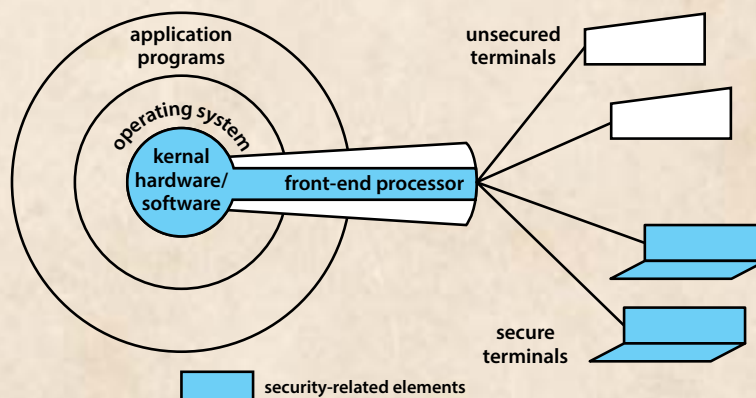 application
programs
operating system
kernal
hardware/
software
front-end processor
unsecured
terminals
secure
terminals
security-related elements